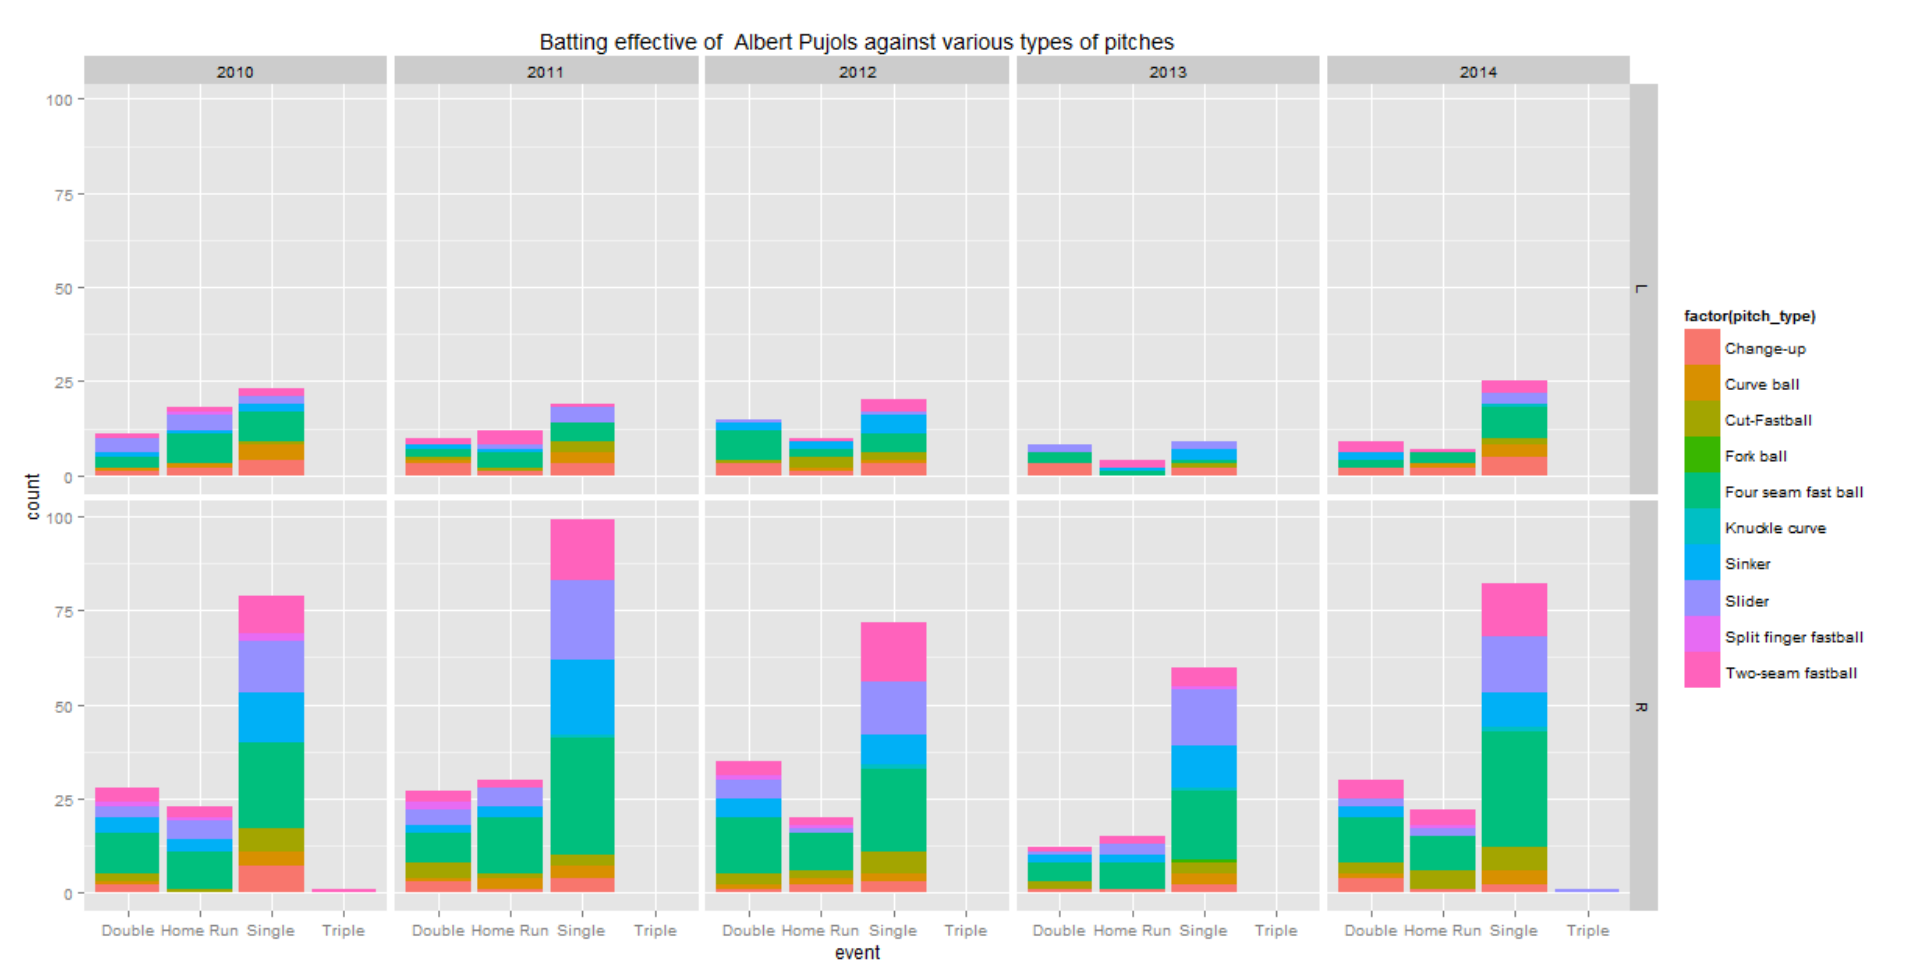 Batting effective of  Albert Pujols against various types of pitches
2010 2011 2012 2013 2014
100
75
50
25
0
L
count
100
75
50
25
0
R
Double Home Run Single Triple Double Home Run Single Triple Double Home Run Single Triple Double Home Run Single Triple Double Home Run Single Triple
event
factor(pitch_type)
Change-up
Curve ball
Cut-Fastball
Fork ball
Four seam fast ball
Knuckle curve
Sinker
Slider
Split finger fastball
Two-seam fastball